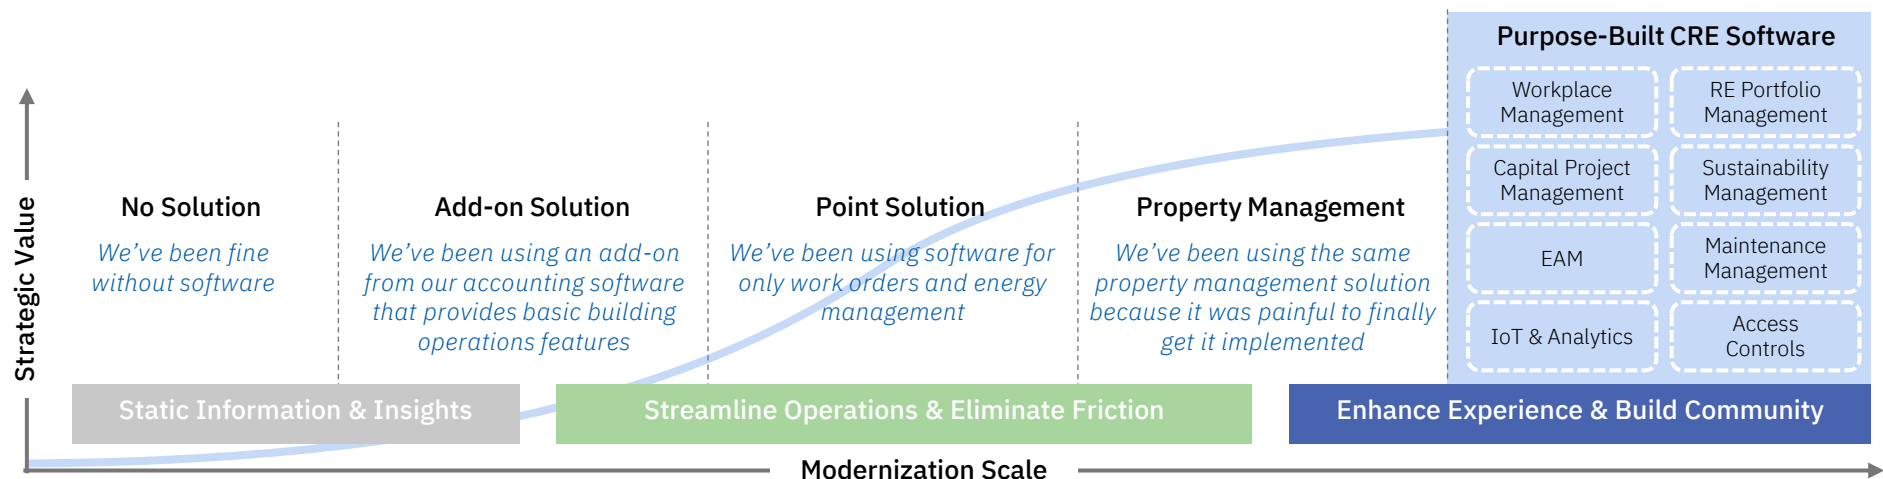 Purpose-Built CRE Software
Workplace
Management
RE Portfolio
Management
Capital Project
Management
Sustainability
Management
EAM
Maintenance
Management
IoT & Analytics
Access
Controls
Strategic Value
No Solution
We've been fine
without software
Add-on Solution
We've been using an add-on
from our accounting software
that provides basic building
operations features
Point Solution
We've been using software for
only work orders and energy
management
Property Management
We've been using the same
property management solution
because it was painful to finally
get it implemented
Static Information & Insights
Streamline Operations & Eliminate Friction
Enhance Experience & Build Community
Modernization Scale